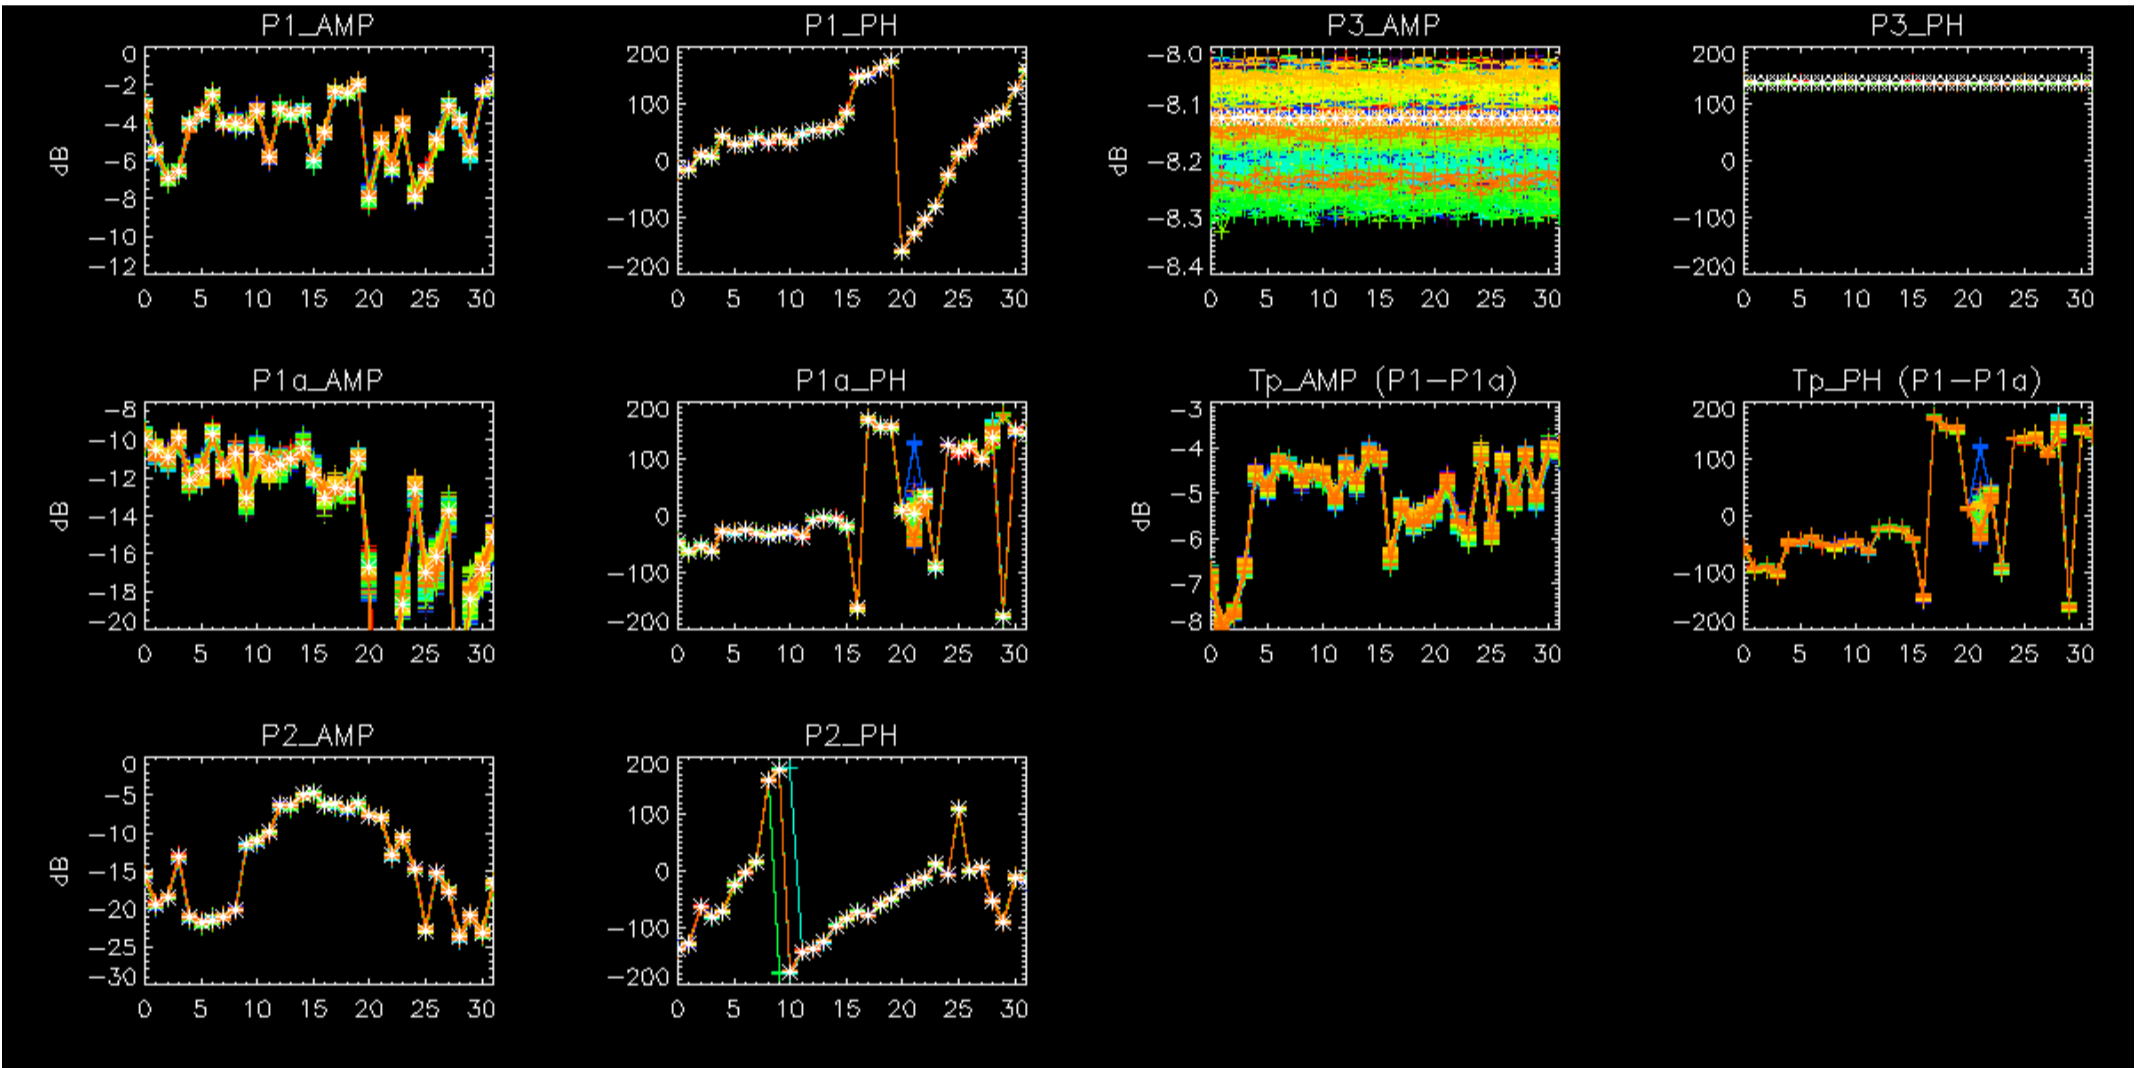 P1_AMP P1_PH P3_AMP P3_PH
0 200 -8.0 200
-2
-4 100 -8.1 100
dB -6 0 dB -8.2 0
-8
-10 -100 -8.3 -100
-12 -200 -8.4 -200
0 5 10 15 20 25 30 0 5 10 15 20 25 30 0 5 10 15 20 25 30 0 5 10 15 20 25 30
P1a_AMP P1a_PH Tp_AMP (P1-P1a) Tp_PH (P1-P1a)
-8 200 -3 200
-10 100 -4 100
-12
dB -14 0 dB -5 0
-16 -6
-18 -100 -7 -100
-20 -200 -8 -200
0 5 10 15 20 25 30 0 5 10 15 20 25 30 0 5 10 15 20 25 30 0 5 10 15 20 25 30
P2_AMP P2_PH
0 200
-5 100
-10
dB -15 0
-20 -100
-25
-30 -200
0 5 10 15 20 25 30 0 5 10 15 20 25 30